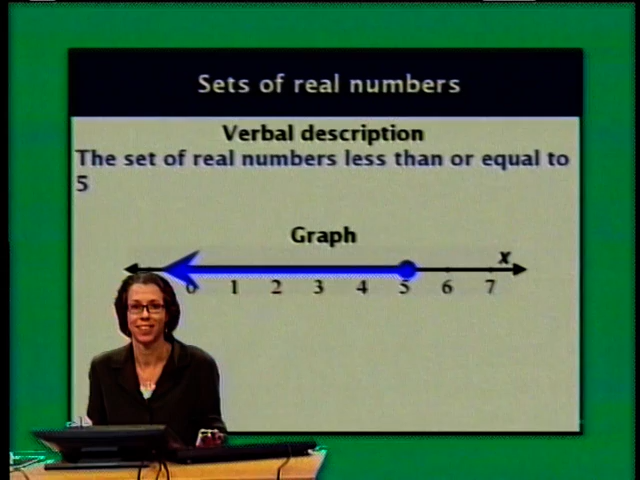 Sets of real numbers
Verbal description
The set of real numbers less than or equal to
5
Graph
x
0 1 2 3 4 5 6 7